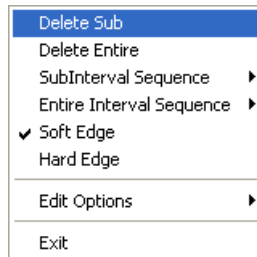 Delete Sub
Delete Entire
SubInterval Sequence
Entire Interval Sequence
Soft Edge
Hard Edge
Edit Options
Exit